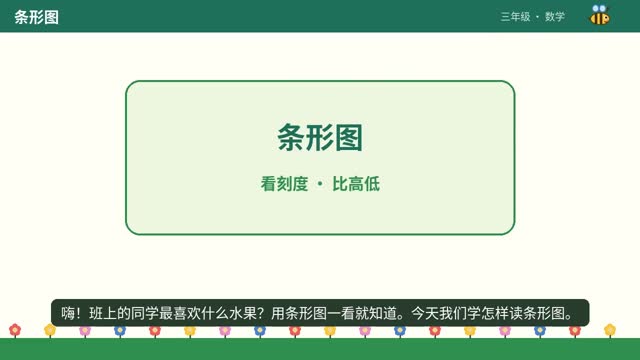 条形图
三年级 · 数学
条形图
看刻度 · 比高低
嗨！班上的同学最喜欢什么水果？用条形图一看就知道。今天我们学怎样读条形图。